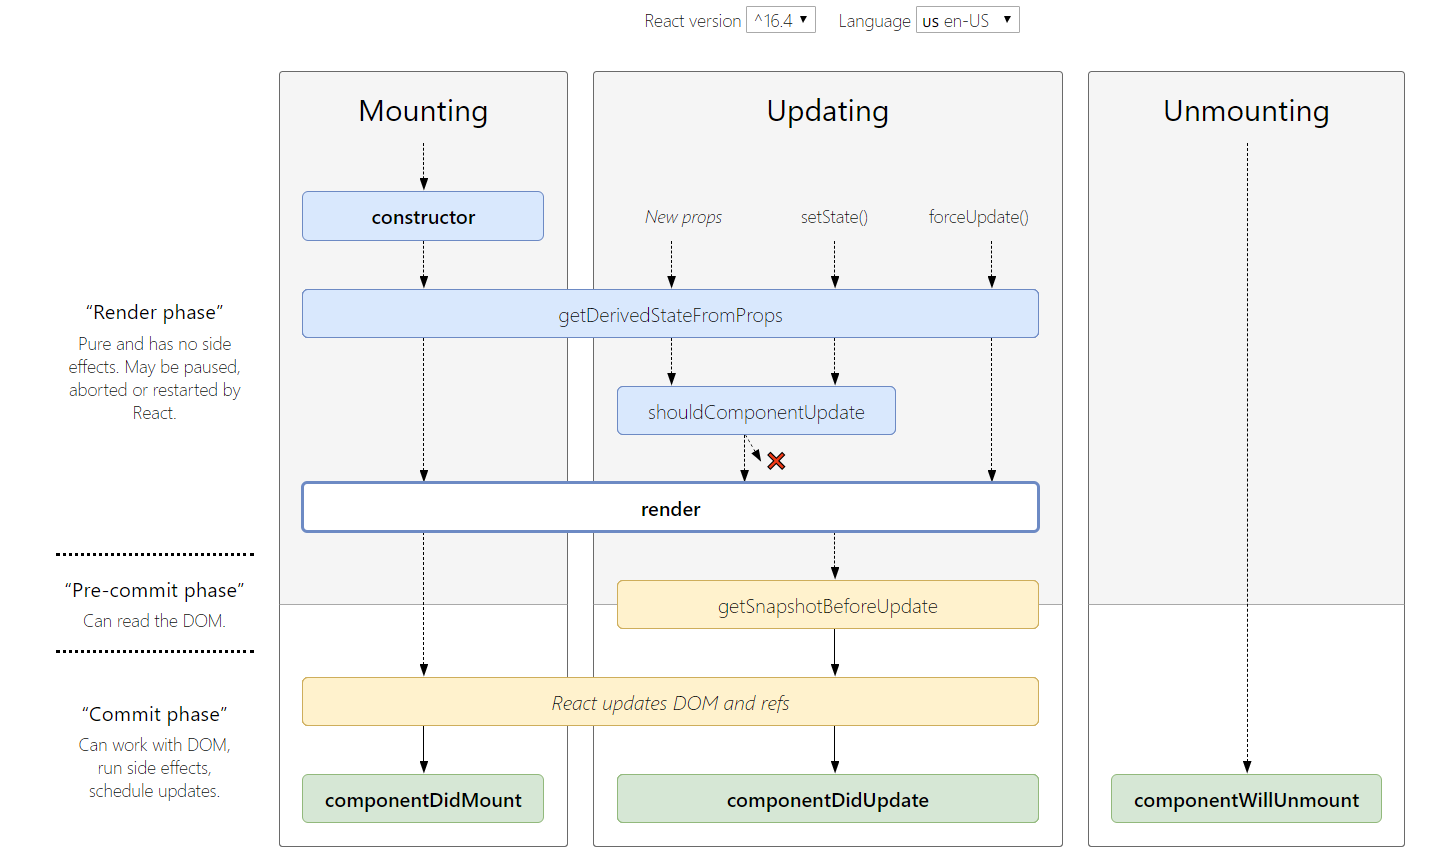 React version ^16.4 Language us en-US
Mounting
Updating
Unmounting
constructor
New props
setState()
forceUpdate()
“Render phase”
Pure and has no side
effects. May be paused,
aborted or restarted by
React.
getDerivedStateFromProps
shouldComponentUpdate
render
“Pre-commit phase”
Can read the DOM.
getSnapshotBeforeUpdate
React updates DOM and refs
“Commit phase”
Can work with DOM,
run side effects,
schedule updates.
componentDidMount
componentDidUpdate
componentWillUnmount